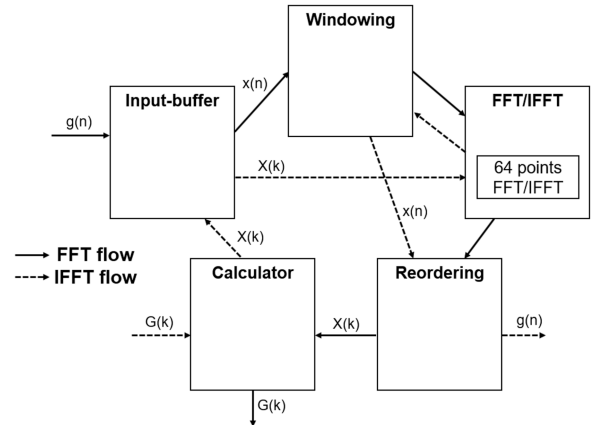 Windowing
x(n)
Input-buffer
FFT/IFFT
g(n)
X(k)
64 points
FFT/IFFT
x(n)
X(k)
FFT flow
IFFT flow
Calculator
Reordering
G(k)
X(k)
g(n)
G(k)